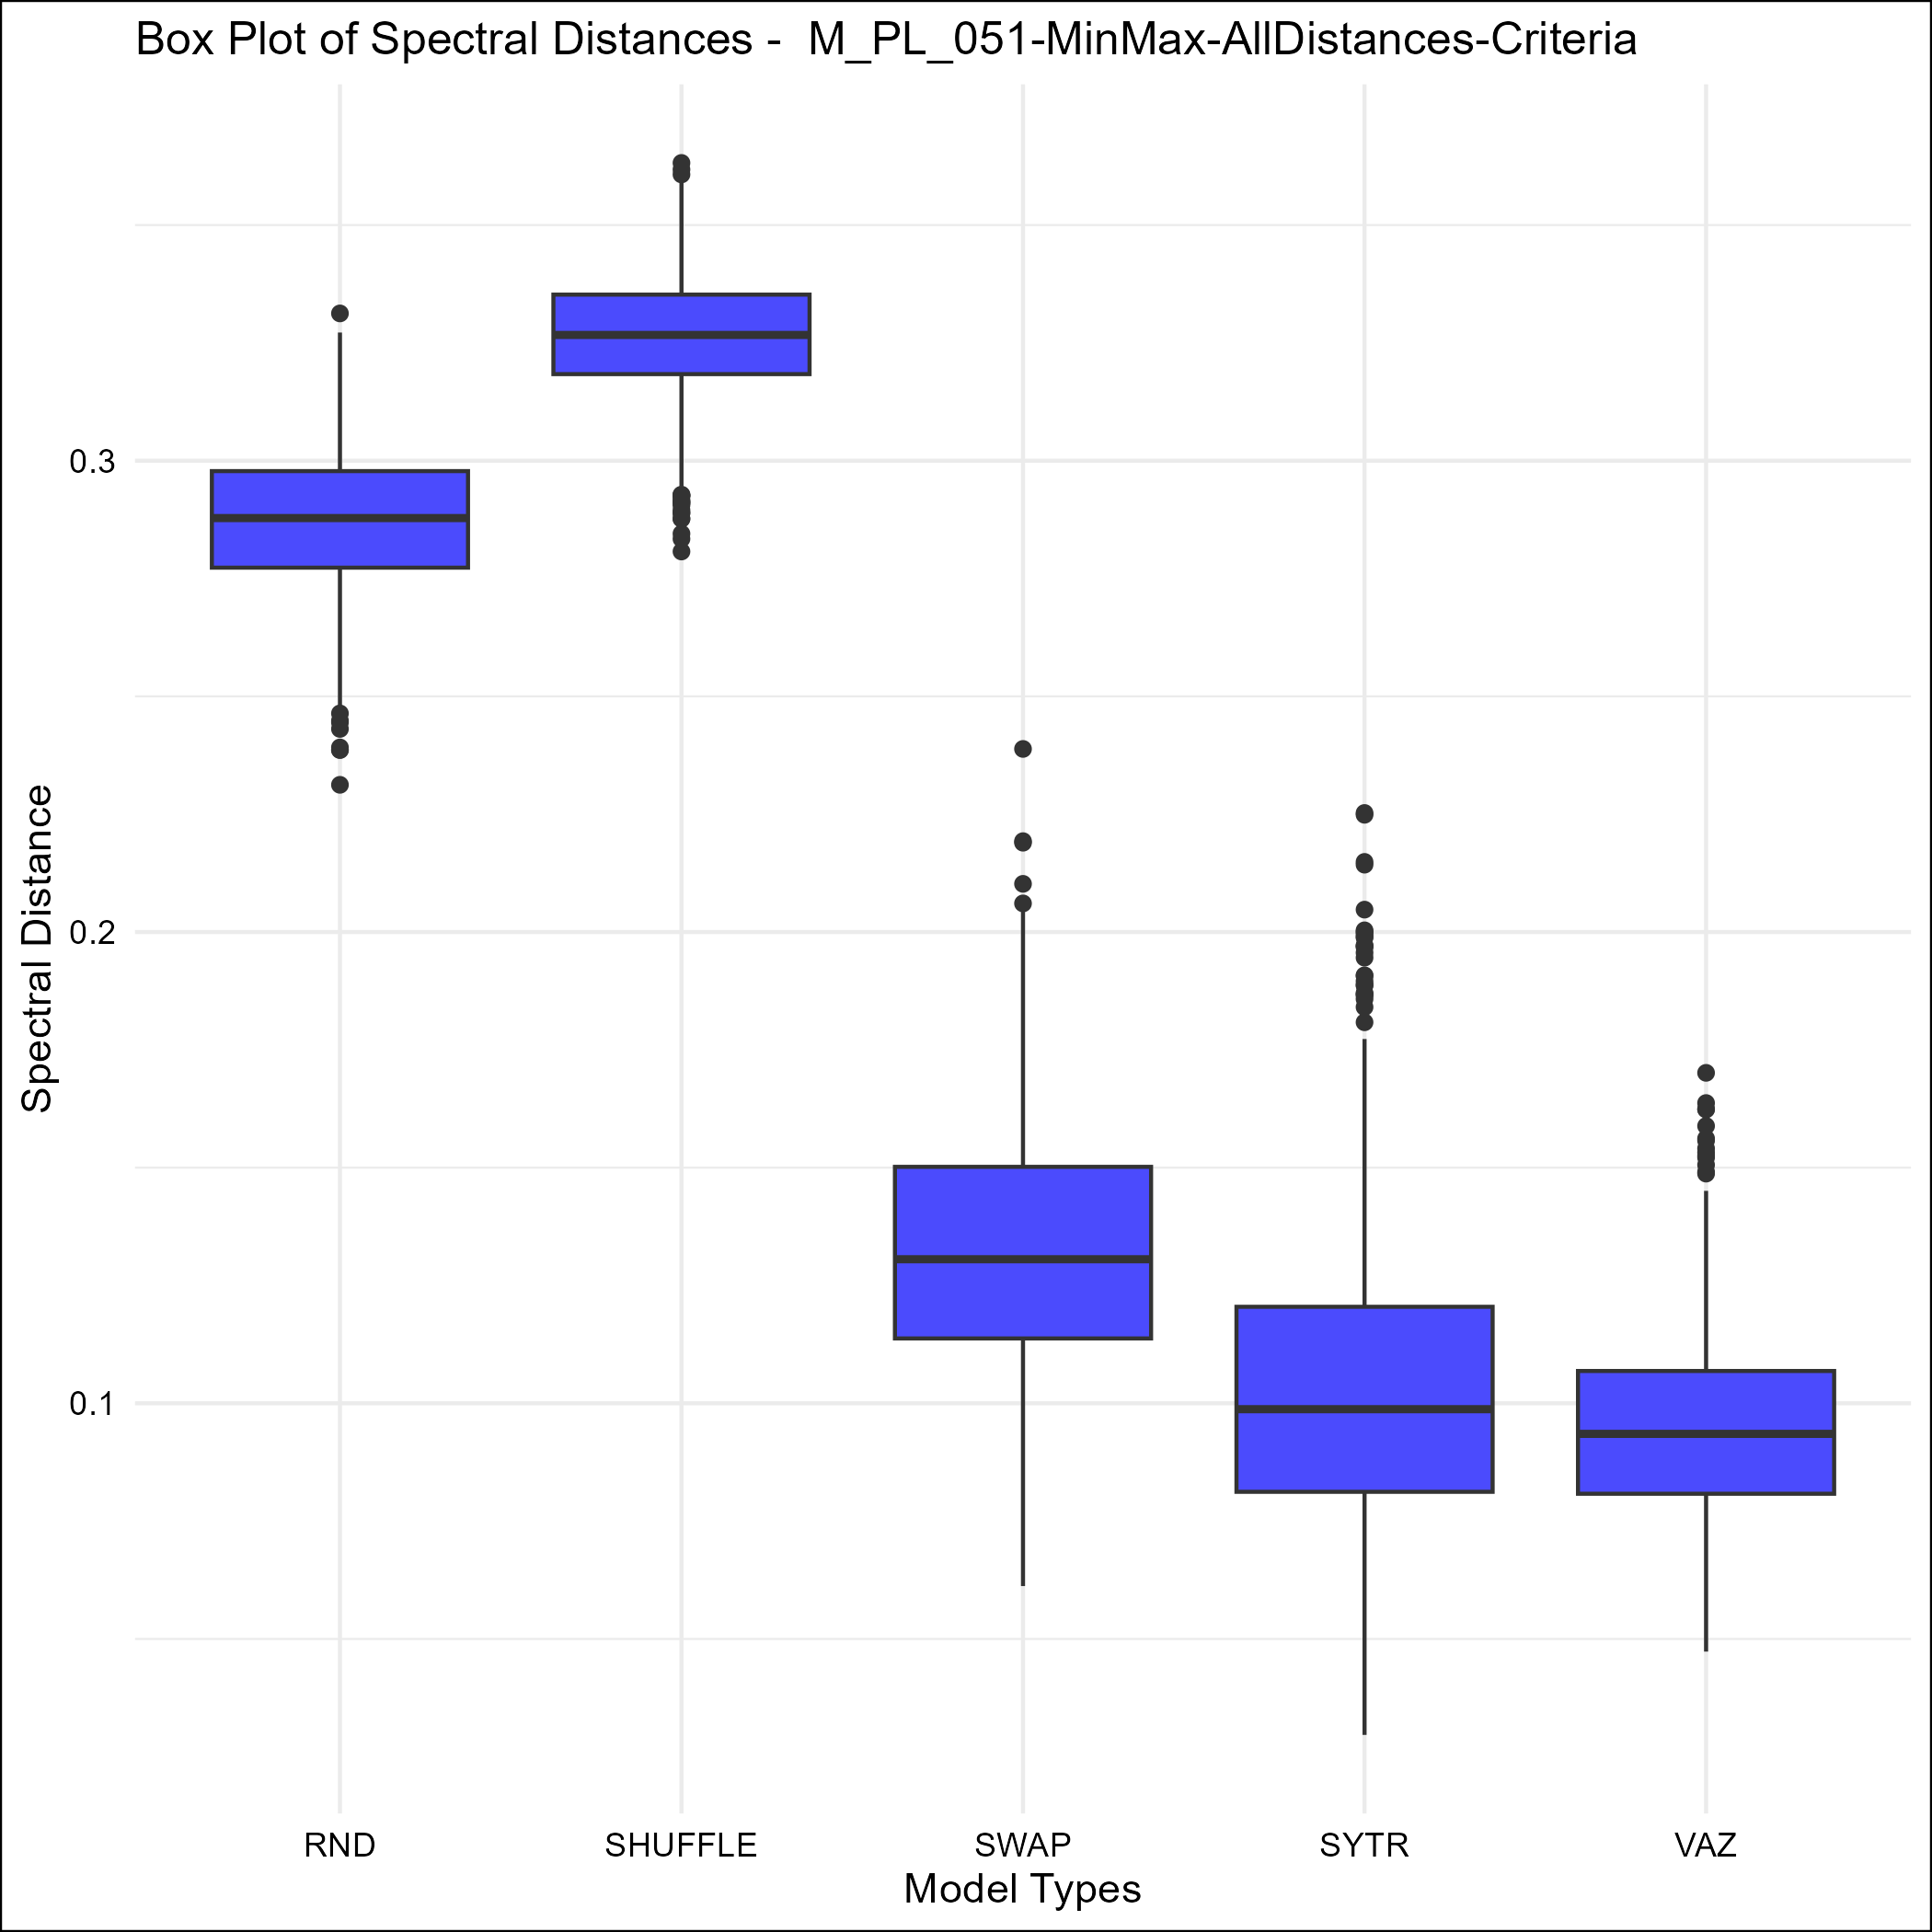 Box Plot of Spectral Distances -  M_PL_051-MinMax-AllDistances-Criteria
Spectral Distance
0.3
0.2
0.1
RND SHUFFLE SWAP SYTR VAZ
Model Types